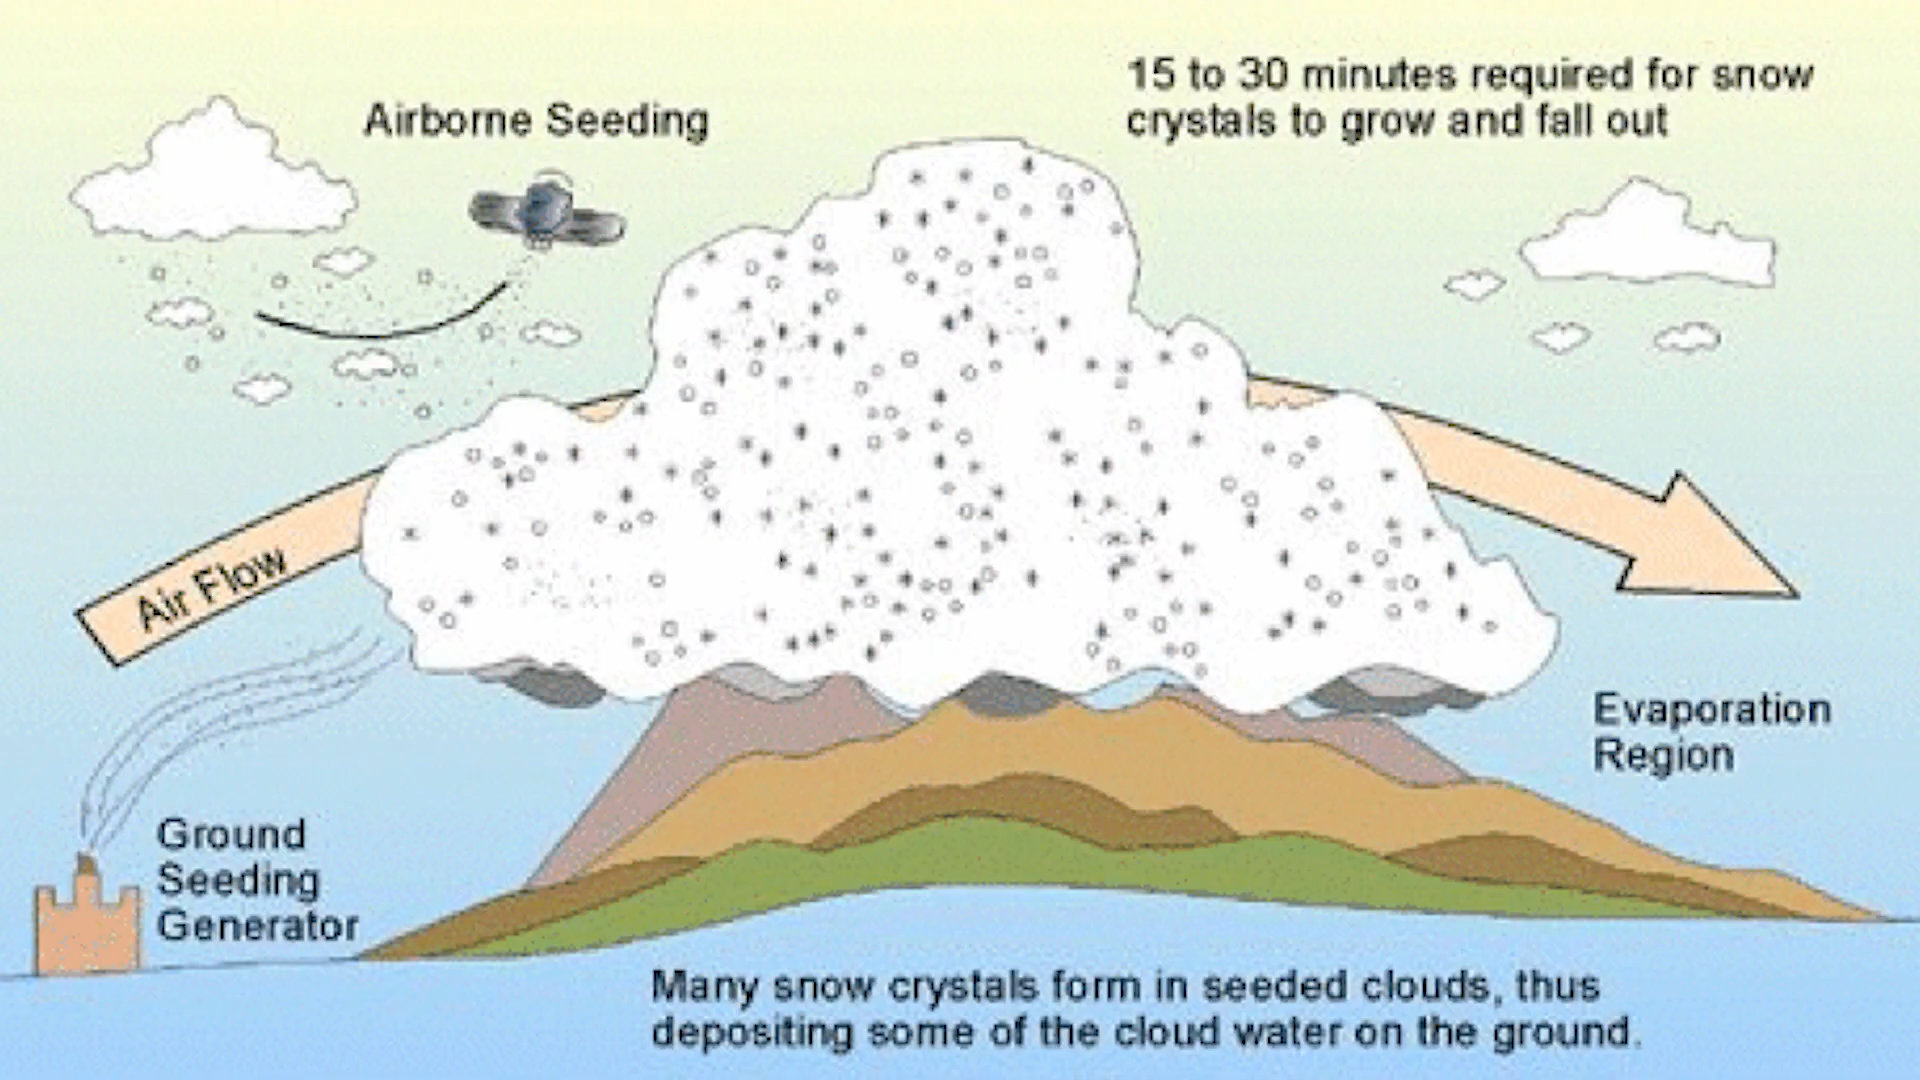 Airborne Seeding
15 to 30 minutes required for snow
crystals to grow and fall out
Air Flow
Evaporation
Region
Ground
Seeding
Generator
Many snow crystals form in seeded clouds, thus
depositing some of the cloud water on the ground.